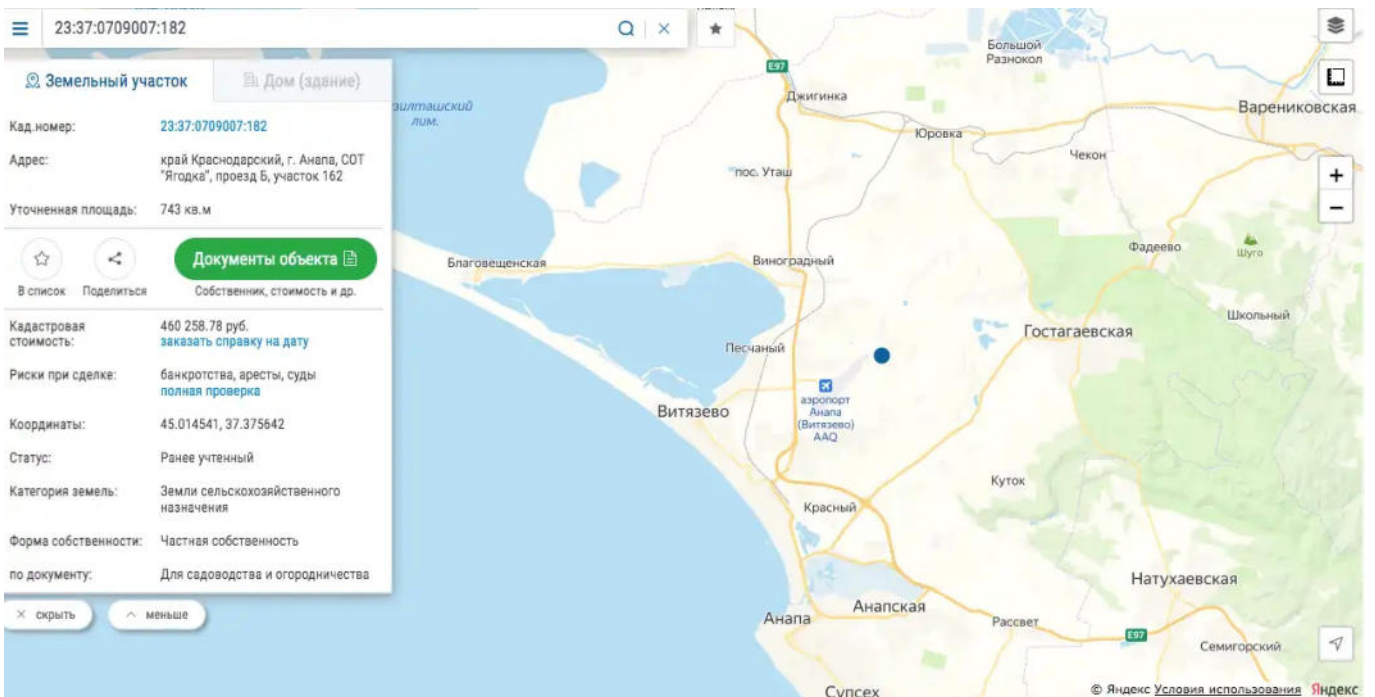 23:37:0709007:182
Земельный участок
Дом (здание)
Кад.номер:
23:37:0709007:182
Адрес:
край Краснодарский, г. Анапа, СОТ
"Ягодка", проезд Б, участок 162
Уточненная площадь:
743 кв.м
Документы объекта
В список
Поделиться
Собственник, стоимость и др.
Кадастровая
стоимость:
460 258.78 руб.
заказать справку на дату
Риски при сделке:
банкротства, аресты, суды
полная проверка
Координаты:
45.014541, 37.375642
Статус:
Ранее учтенный
Категория земель:
Земли сельскохозяйственного
назначения
Форма собственности:
Частная собственность
по документу:
Для садоводства и огородничества
× скрыть
меньше
лим.
Большой
Разнокол
E97
Джигинка
Варениковская
Юровка
Чекон
пос. Уташ
+
−
Фадеево
Шуго
Благовещенская
Виноградный
Школьный
Гостагаевская
Песчаный
аэропорт
Анапа
(Витязево)
AAQ
Витязево
Куток
Красный
Натухаевская
Анапская
Анапа
Рассвет
E97
Семигорский
Супсех
© Яндекс Условия использования Яндекс